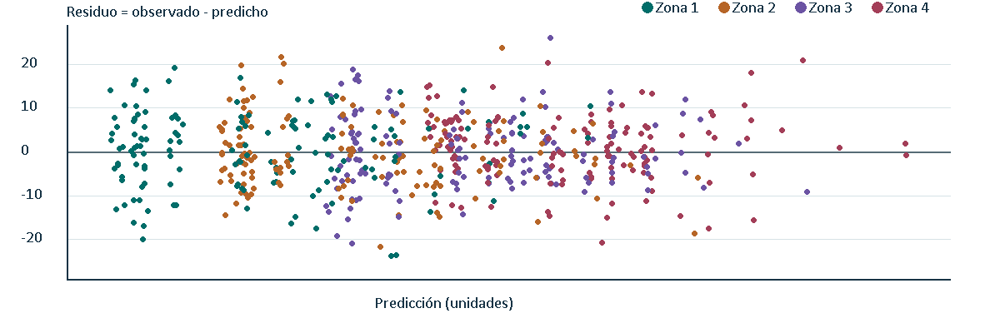 Residuo = observado - predicho
Zona 1 Zona 2 Zona 3 Zona 4
20
10
0
-10
-20
Predicción (unidades)